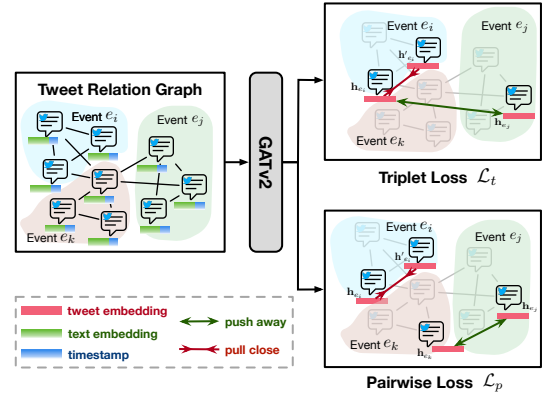 Tweet Relation Graph
Event e_i
Event e_j
Event e_k
GATv2
Event e_i
Event e_j
h'_{e_i}
h_{e_i}
h_{e_j}
Event e_k
Triplet Loss L_t
Event e_i
Event e_j
h'_{e_i}
h_{e_i}
h_{e_j}
Event e_k
h_{e_k}
Pairwise Loss L_p
tweet embedding
text embedding
timestamp
push away
pull close